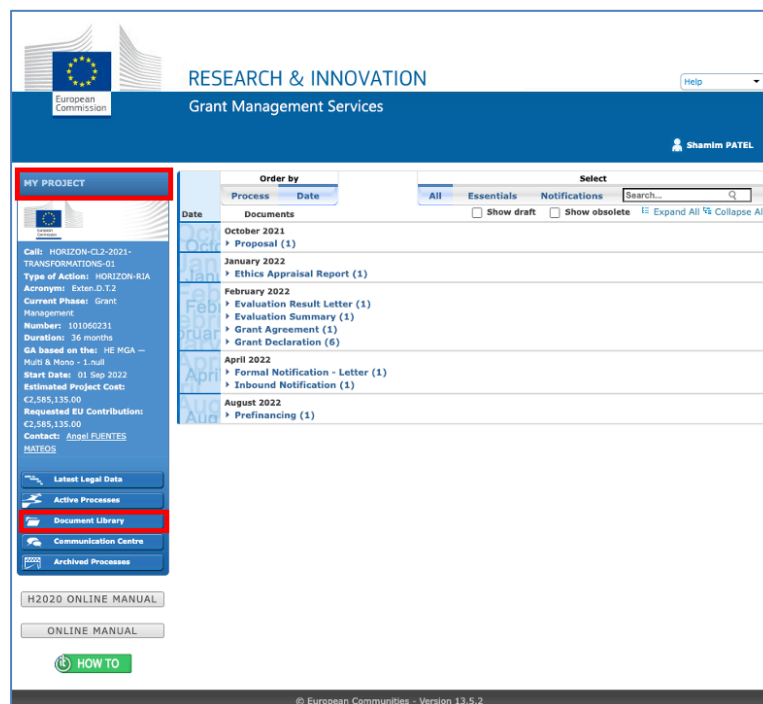 European
Commission
RESEARCH & INNOVATION
Help
Grant Management Services
Shamim PATEL
MY PROJECT
European
Commission
Call: HORIZON-CL2-2021-
TRANSFORMATIONS-01
Type of Action: HORIZON-RIA
Acronym: Exten.D.T.2
Current Phase: Grant
Management
Number: 101060231
Duration: 36 months
GA based on the: HE MGA —
Multi & Mono - 1.null
Start Date: 01 Sep 2022
Estimated Project Cost:
€2,585,135.00
Requested EU Contribution:
€2,585,135.00
Contact: Angel FUENTES
MATEOS
Latest Legal Data
Active Processes
Document Library
Communication Centre
Archived Processes
H2020 ONLINE MANUAL
ONLINE MANUAL
HOW TO
Order by
Select
Process Date
All Essentials Notifications Search...
Date Documents
Show draft Show obsolete Expand All Collapse Al
October 2021
Proposal (1)
January 2022
Ethics Appraisal Report (1)
February 2022
Evaluation Result Letter (1)
Evaluation Summary (1)
Grant Agreement (1)
Grant Declaration (6)
April 2022
Formal Notification - Letter (1)
Inbound Notification (1)
August 2022
Prefinancing (1)
© European Communities - Version 13.5.2